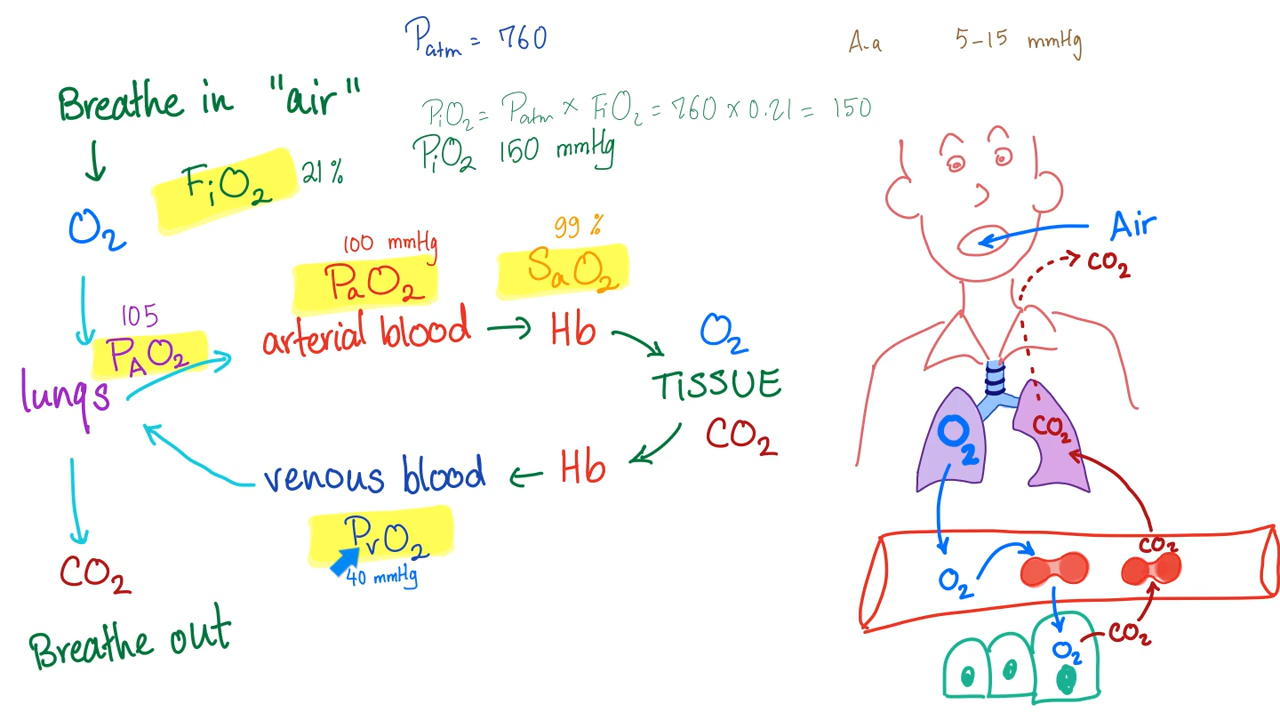 Patm = 760
A-a 5-15 mmHg
Breathe in "air"
PiO2 = Patm × FiO2 = 760 × 0.21 = 150
PiO2 150 mmHg
FiO2 21%
O2
Air
CO2
100 mmHg
PaO2
99 %
SaO2
105
PAO2
arterial blood → Hb
O2
TiSSUE
CO2
lungs
venous blood ← Hb
PvO2
40 mmHg
CO2
Breathe out
O2
CO2
O2
CO2
O2
CO2